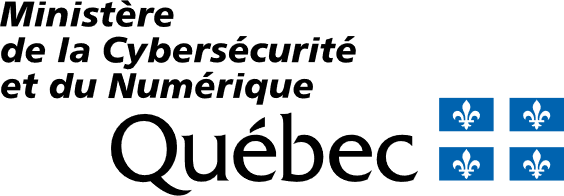 Ministère
de la Cybersécurité
et du Numérique
Québec